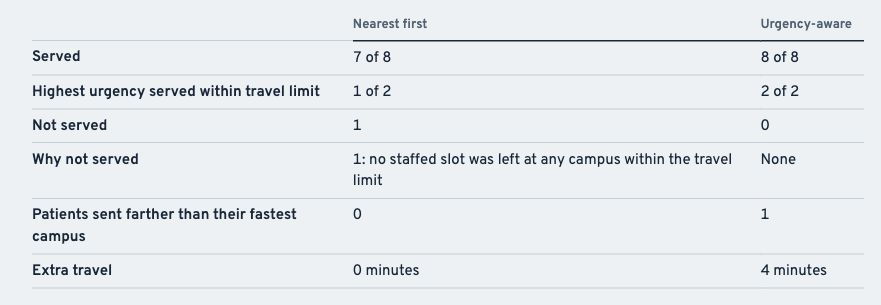 Nearest first Urgency-aware
Served 7 of 8 8 of 8
Highest urgency served within travel limit 1 of 2 2 of 2
Not served 1 0
Why not served 1: no staffed slot was left at any campus within the travel None
limit
Patients sent farther than their fastest 0 1
campus
Extra travel 0 minutes 4 minutes